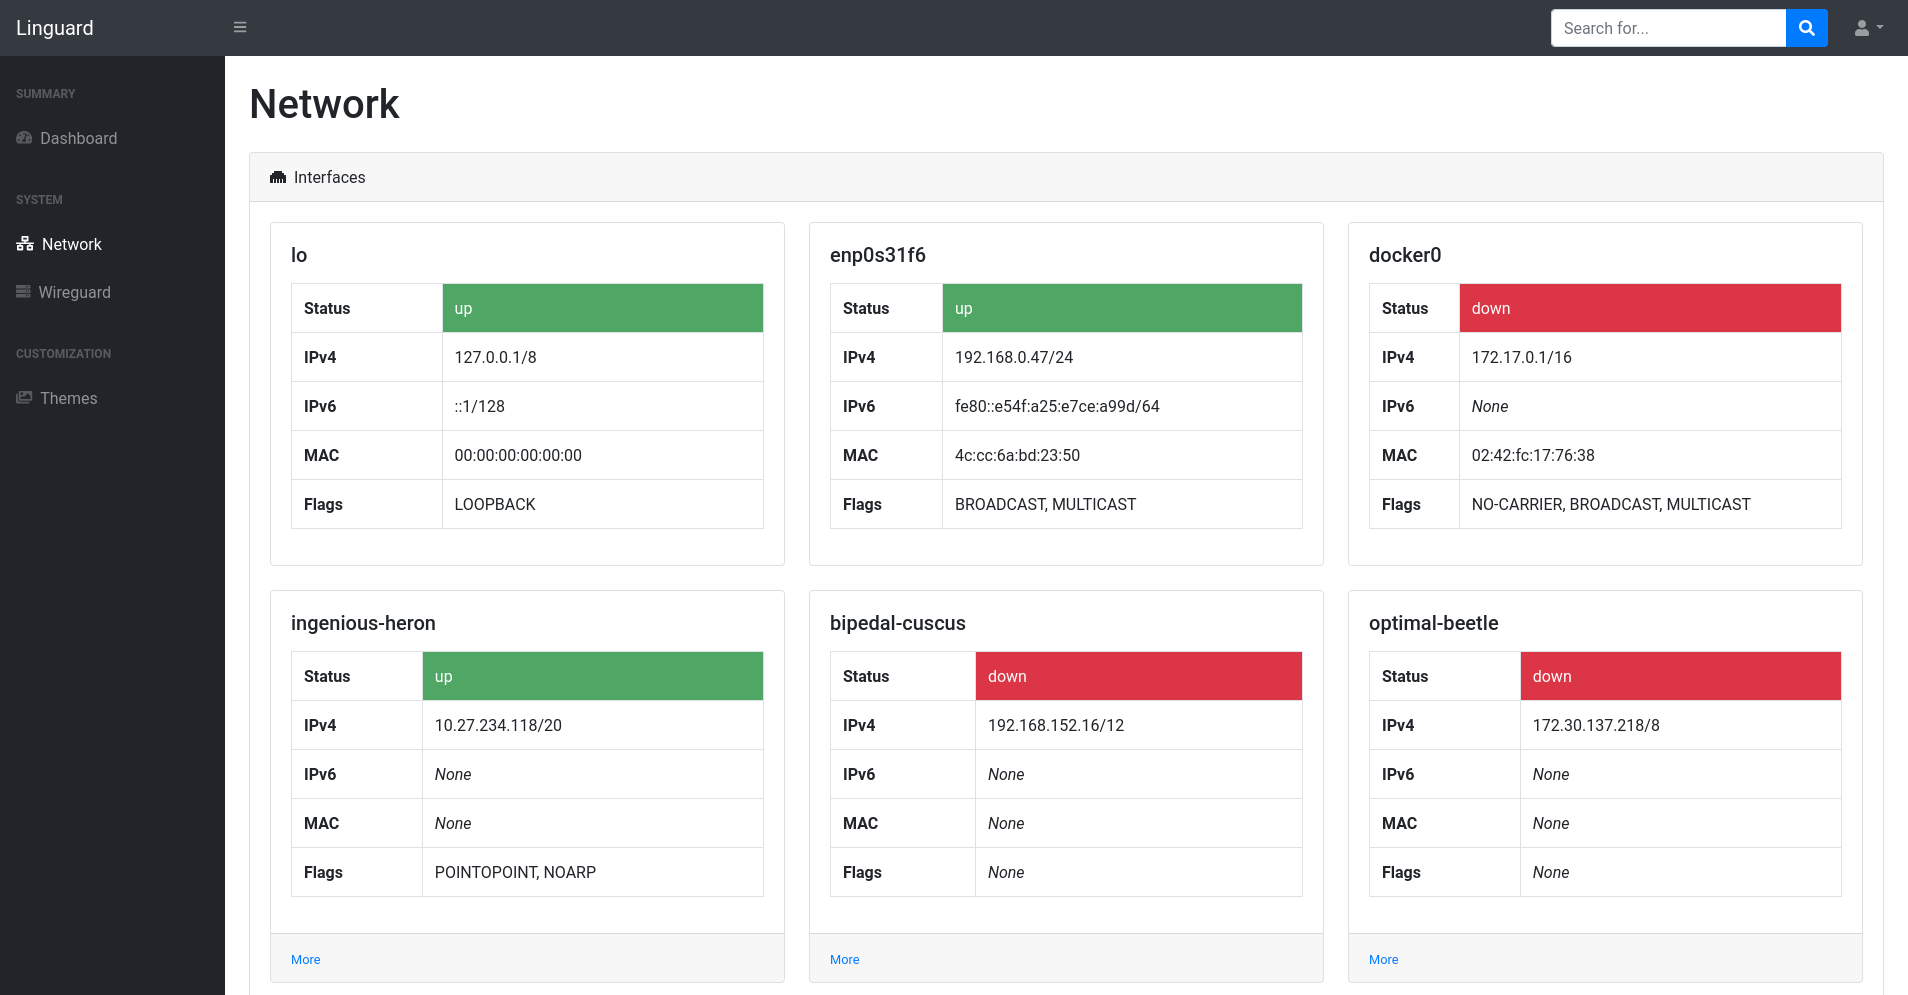 Linguard
Search for...
SUMMARY
Dashboard
SYSTEM
Network
Wireguard
CUSTOMIZATION
Themes
Network
Interfaces
lo
Status up
IPv4 127.0.0.1/8
IPv6 ::1/128
MAC 00:00:00:00:00:00
Flags LOOPBACK
enp0s31f6
Status up
IPv4 192.168.0.47/24
IPv6 fe80::e54f:a25:e7ce:a99d/64
MAC 4c:cc:6a:bd:23:50
Flags BROADCAST, MULTICAST
docker0
Status down
IPv4 172.17.0.1/16
IPv6 None
MAC 02:42:fc:17:76:38
Flags NO-CARRIER, BROADCAST, MULTICAST
ingenious-heron
Status up
IPv4 10.27.234.118/20
IPv6 None
MAC None
Flags POINTOPOINT, NOARP
More
bipedal-cuscus
Status down
IPv4 192.168.152.16/12
IPv6 None
MAC None
Flags None
More
optimal-beetle
Status down
IPv4 172.30.137.218/8
IPv6 None
MAC None
Flags None
More